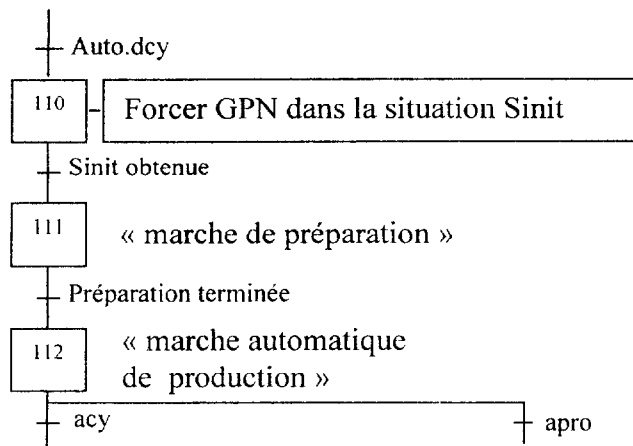 Auto.dcy
110
Forcer GPN dans la situation Sinit
Sinit obtenue
111
« marche de préparation »
Préparation terminée
112
« marche automatique
de production »
acy
apro